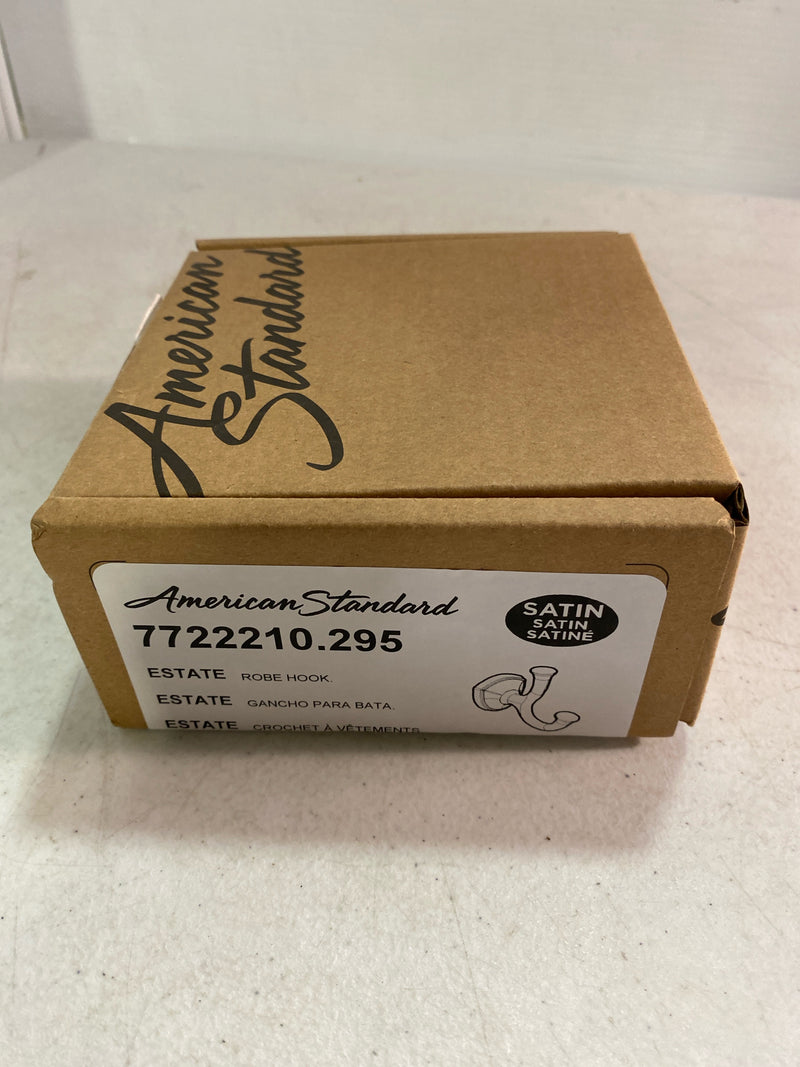 American
Standard
American Standard
7722210.295
SATIN
SATIN
SATINÉ
ESTATE ROBE HOOK.
ESTATE GANCHO PARA BATA.
ESTATE CROCHET À VÊTEMENTS